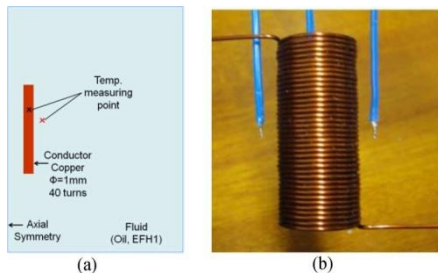 Temp.
measuring
point
Conductor
Copper
Φ=1mm
40 turns
Axial
Symmetry
Fluid
(Oil, EFH1)
(a)
(b)